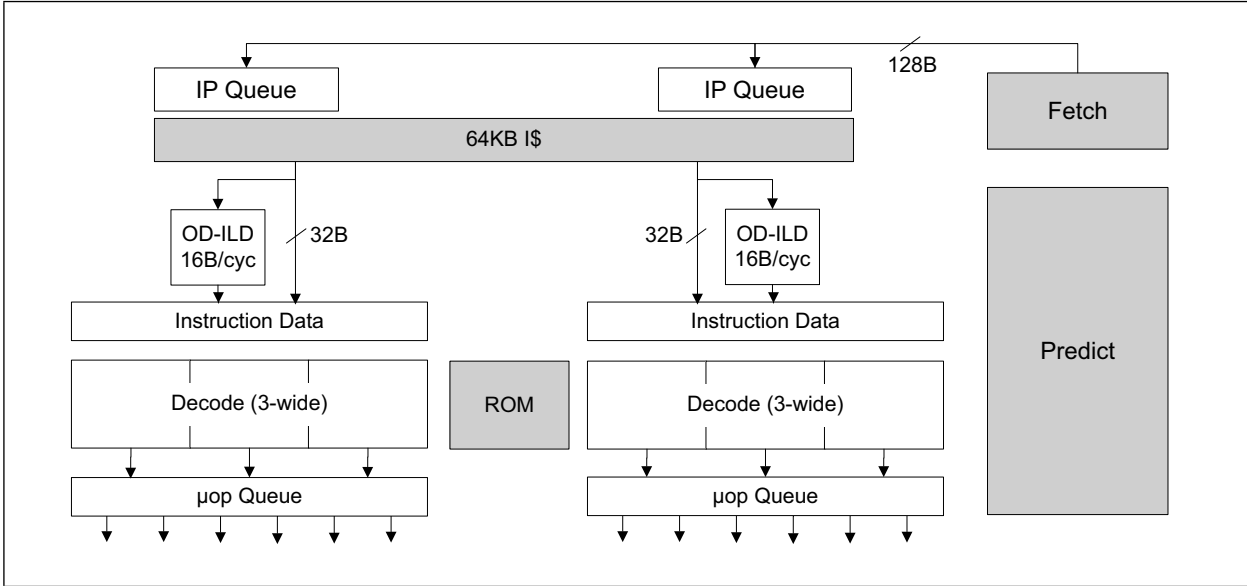 128B
IP Queue
IP Queue
Fetch
64KB I$
OD-ILD
16B/cyc
32B
32B
OD-ILD
16B/cyc
Instruction Data
Instruction Data
Predict
Decode (3-wide)
ROM
Decode (3-wide)
µop Queue
µop Queue